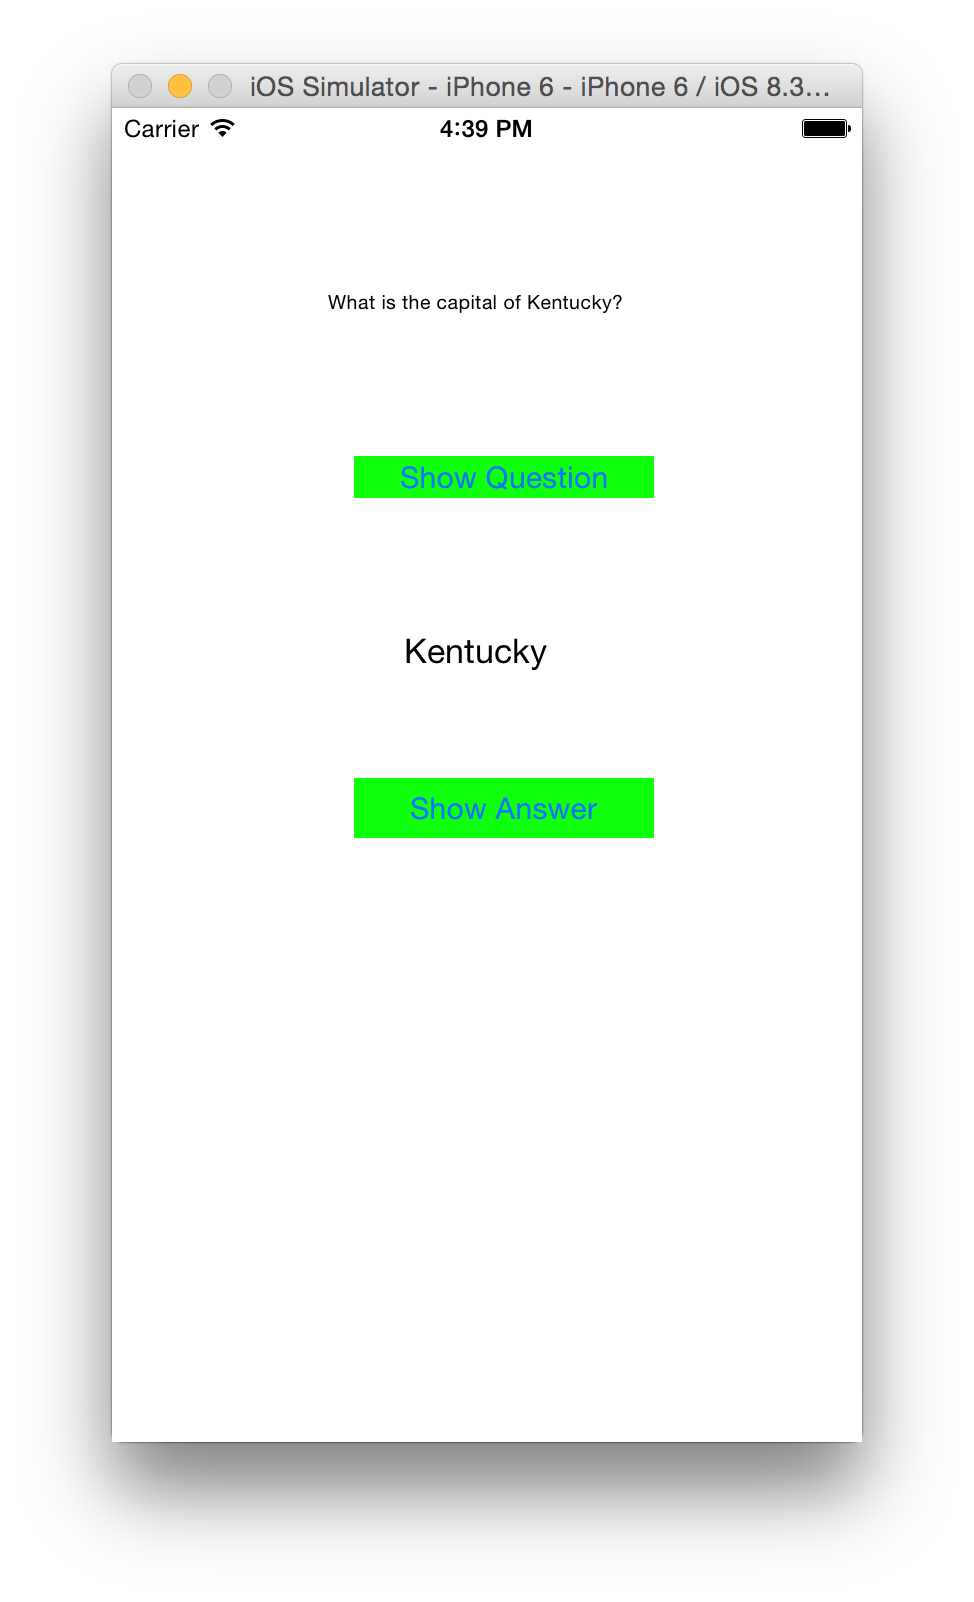 iOS Simulator - iPhone 6 - iPhone 6 / iOS 8.3...
Carrier 4:39 PM
What is the capital of Kentucky?
Show Question
Kentucky
Show Answer